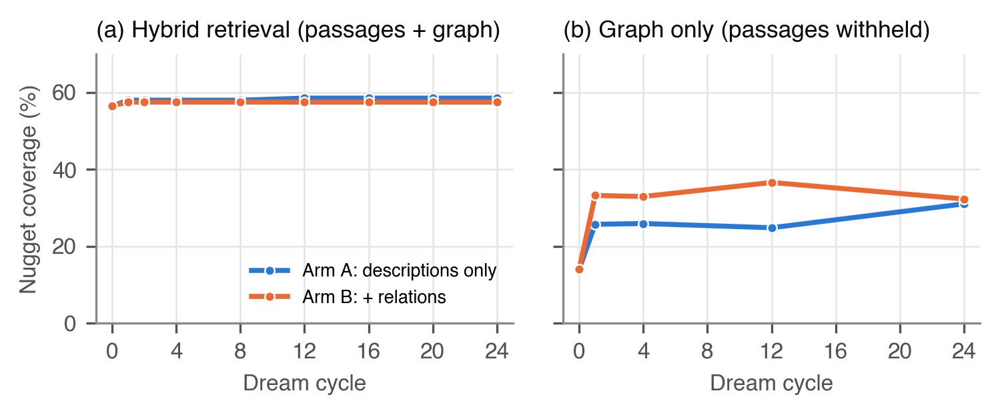 (a) Hybrid retrieval (passages + graph)
Nugget coverage (%)
60
40
20
0
Arm A: descriptions only
Arm B: + relations
0 4 8 12 16 20 24
Dream cycle
(b) Graph only (passages withheld)
0 4 8 12 16 20 24
Dream cycle